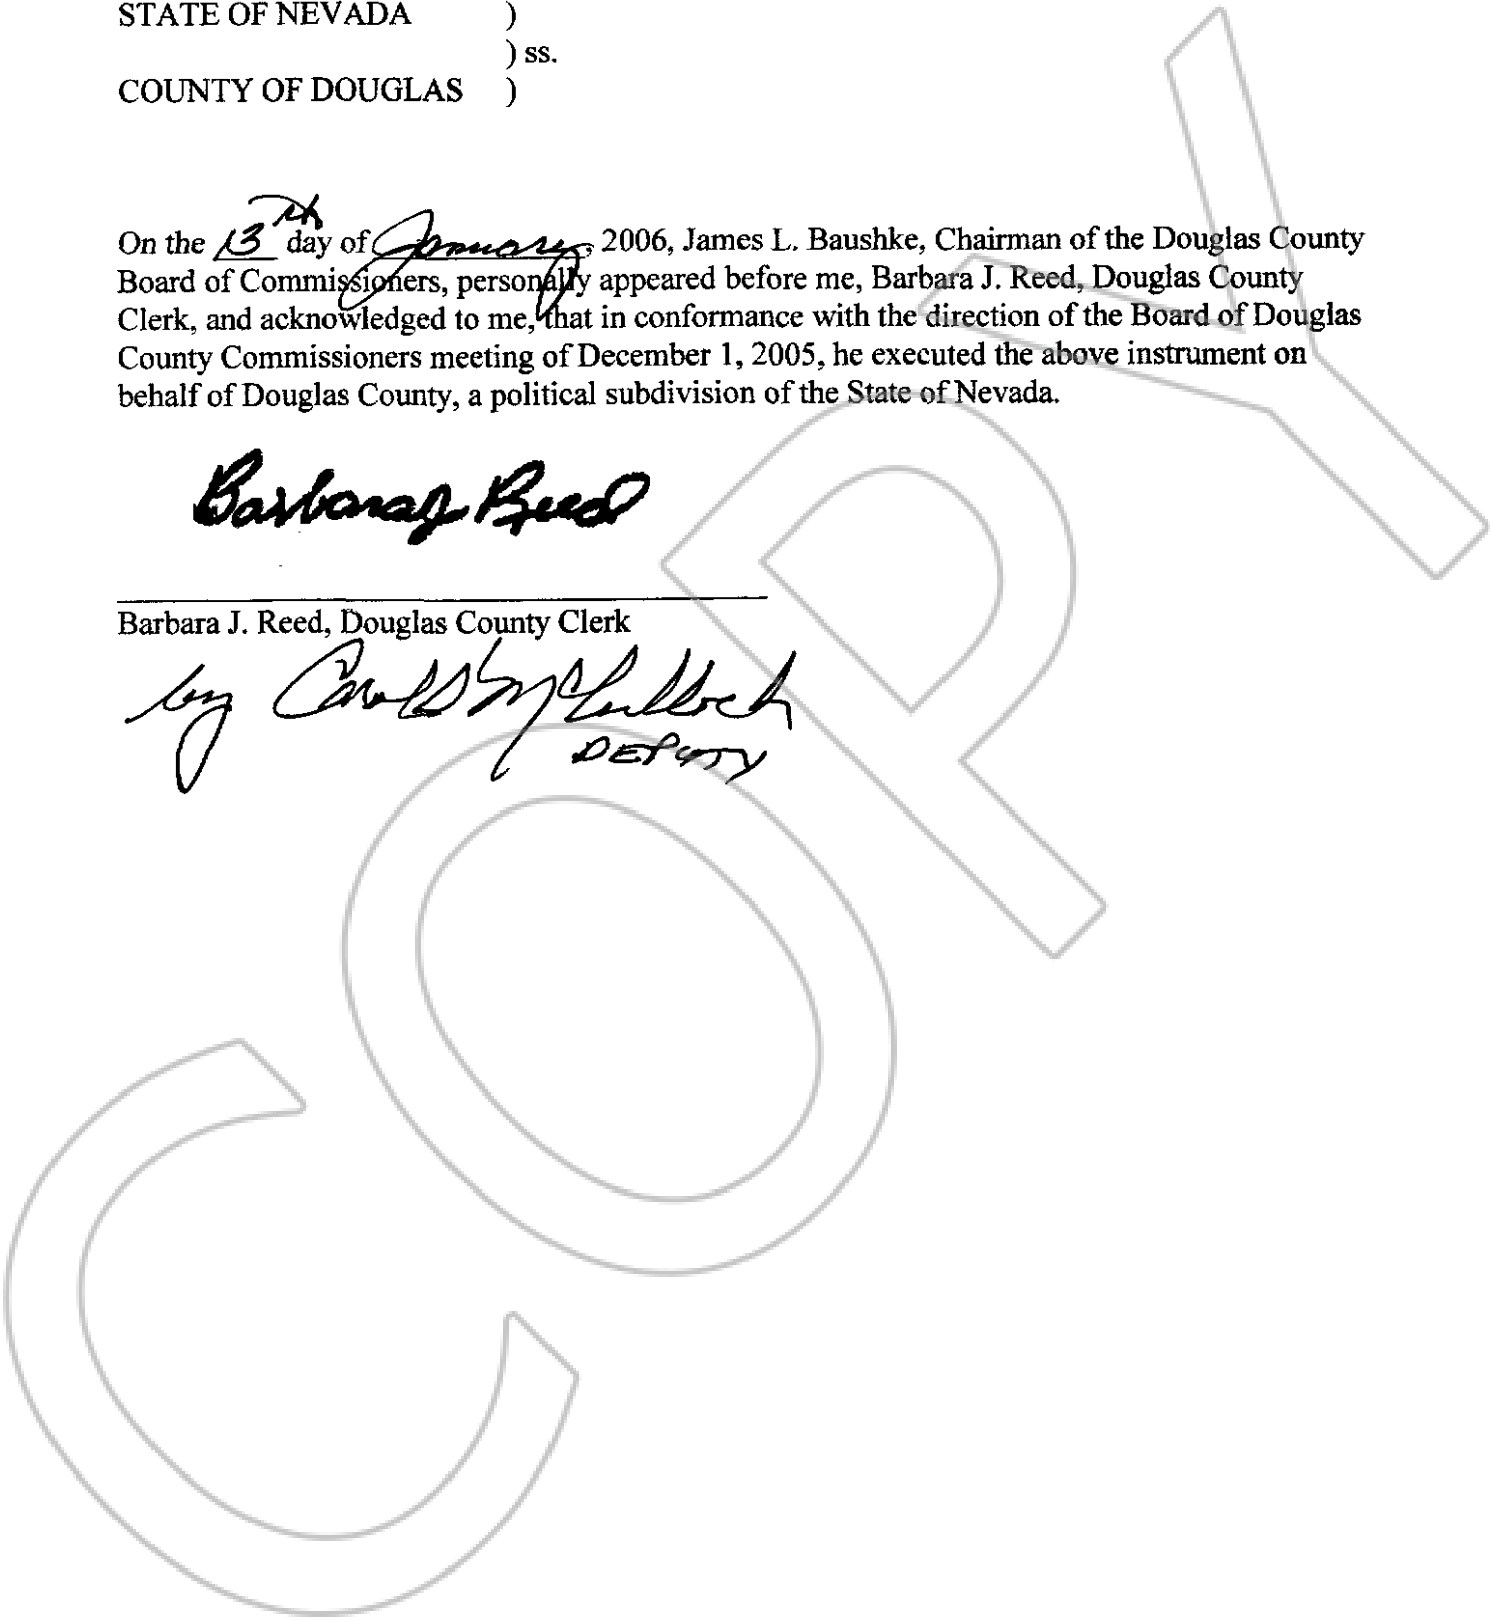 STATE OF NEVADA )
) ss.
COUNTY OF DOUGLAS )
On the 13th day of January, 2006, James L. Baushke, Chairman of the Douglas County
Board of Commissioners, personally appeared before me, Barbara J. Reed, Douglas County
Clerk, and acknowledged to me, that in conformance with the direction of the Board of Douglas
County Commissioners meeting of December 1, 2005, he executed the above instrument on
behalf of Douglas County, a political subdivision of the State of Nevada.
Barbara J Reed
Barbara J. Reed, Douglas County Clerk
by Carol McCulloch
DEPUTY
COPY